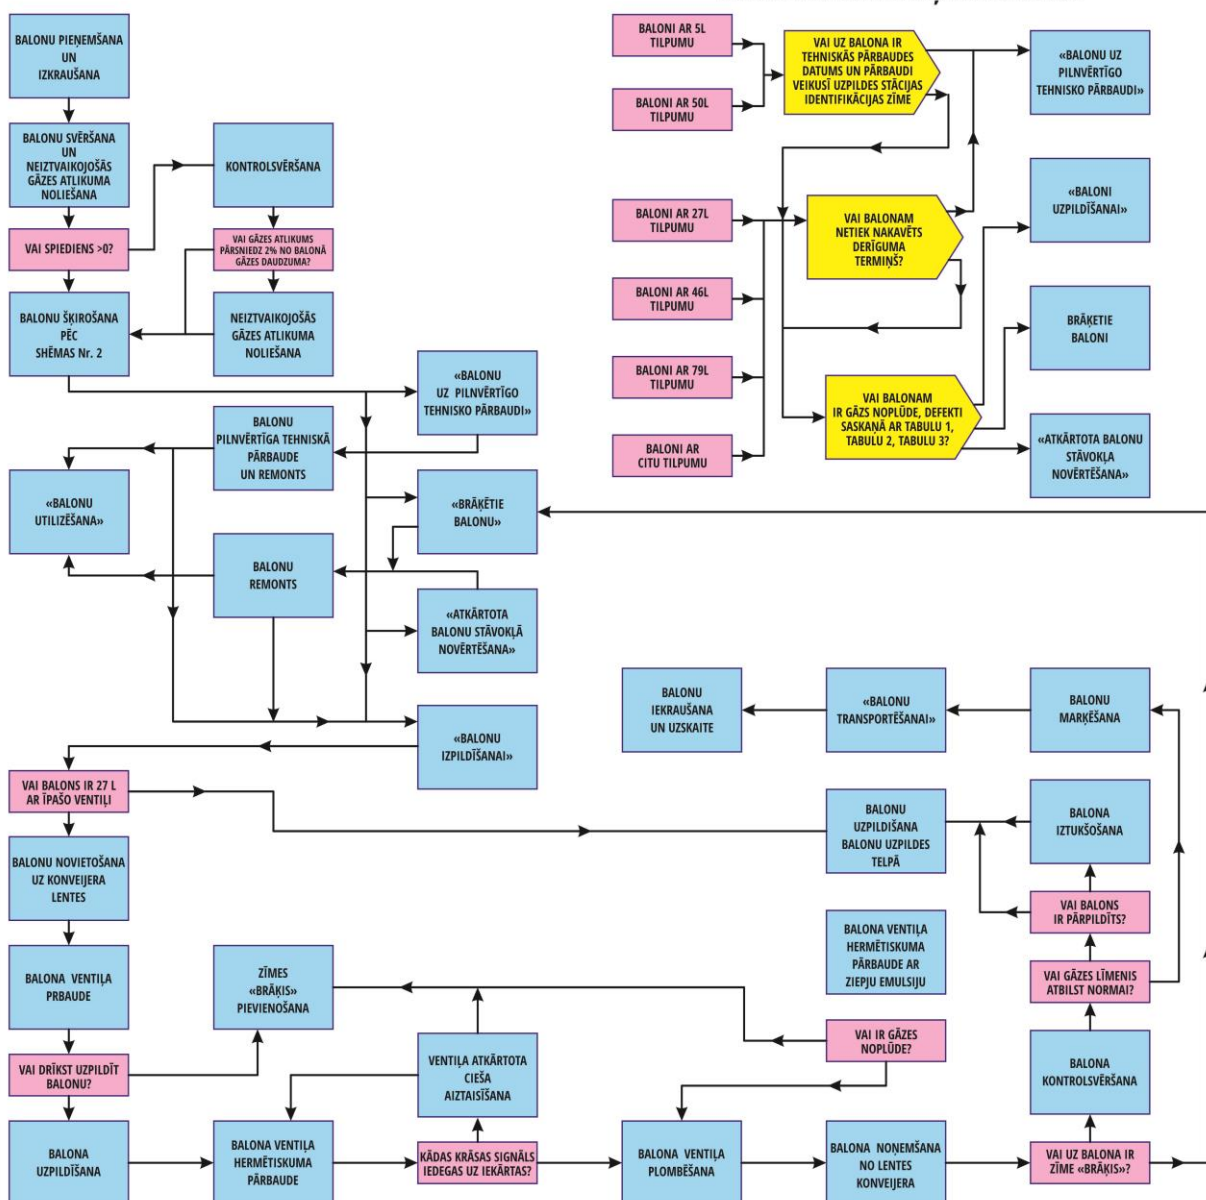 BALONU PIEŅEMŠANA
UN
IZKRAUŠANA
BALONU SVĒRŠANA
UN
NEIZTVAIKOJOŠĀS
GĀZES ATLIKUMA
NOLIEŠANA
KONTROLSVĒRŠANA
VAI SPIEDIENS >0?
VAI GĀZES ATLIKUMS
PĀRSNIEDZ 2% NO BALONĀ
GĀZES DAUDZUMA?
BALONU ŠĶIROŠANA
PĒC
SHĒMAS Nr. 2
NEIZTVAIKOJOŠĀS
GĀZES ATLIKUMA
NOLIEŠANA
«BALONU
UZ PILNVĒRTĪGO
TEHNISKO PĀRBAUDI»
BALONU
PILNVĒRTĪGA TEHNISKĀ
PĀRBAUDE
UN REMONTS
«BALONU
UTILIZĒŠANA»
«BRĀĶĒTIE
BALONU»
BALONU
REMONTS
«ATKĀRTOTA
BALONU STĀVOKĻĀ
NOVĒRTĒŠANA»
«BALONU
IZPILDĪŠANAI»
BALONI AR 5L
TILPUMU
BALONI AR 50L
TILPUMU
VAI UZ BALONA IR
TEHNISKĀS PĀRBAUDES
DATUMS UN PĀRBAUDI
VEIKUSĪ UZPILDES STĀCIJAS
IDENTIFIKĀCIJAS ZĪME
«BALONU UZ
PILNVĒRTĪGO
TEHNISKO PĀRBAUDI»
BALONI AR 27L
TILPUMU
VAI BALONAM
NETIEK NAKAVĒTS
DERĪGUMA
TERMIŅŠ?
«BALONI
UZPILDĪŠANAI»
BALONI AR 46L
TILPUMU
BRĀĶETIE
BALONI
BALONI AR 79L
TILPUMU
VAI BALONAM
IR GĀZS NOPLŪDE, DEFEKTI
SASKAŅĀ AR TABULU 1,
TABULU 2, TABULU 3?
BALONI AR
CITU TILPUMU
«ATKĀRTOTA BALONU
STĀVOKĻA
NOVĒRTĒŠANA»
BALONU
IEKRAUŠANA
UN UZSKAITE
«BALONU
TRANSPORTĒŠANAI»
BALONU
MARĶĒŠANA
VAI BALONS IR 27 L
AR ĪPAŠO VENTIĻI
BALONU
UZPILDIŠANA
BALONU UZPILDES
TELPĀ
BALONA
IZTUKŠOŠANA
BALONU NOVIETOŠANA
UZ KONVEIJERA
LENTES
VAI BALONS
IR PĀRPILDĪTS?
BALONA VENTIĻA
PRBAUDE
ZĪMES
«BRĀĶIS»
PIEVIENOŠANA
BALONA VENTIĻA
HERMĒTISKUMA
PĀRBAUDE AR
ZIEPJU EMULSIJU
VAI GĀZES LĪMENIS
ATBILST NORMAI?
VAI DRĪKST UZPILDĪT
BALONU?
VENTIĻA ATKĀRTOTA
CIEŠA
AIZTAISĪŠANA
VAI IR GĀZES
NOPLŪDE?
BALONA
KONTROLSVĒRŠANA
BALONA
UZPILDĪŠANA
BALONA VENTIĻA
HERMĒTISKUMA
PĀRBAUDE
KĀDAS KRĀSAS SIGNĀLS
IEDEGAS UZ IEKĀRTAS?
BALONA VENTIĻA
PLOMBĒŠANA
BALONA NOŅEMŠANA
NO LENTES
KONVEIJERA
VAI UZ BALONA IR
ZĪME «BRĀĶIS»?